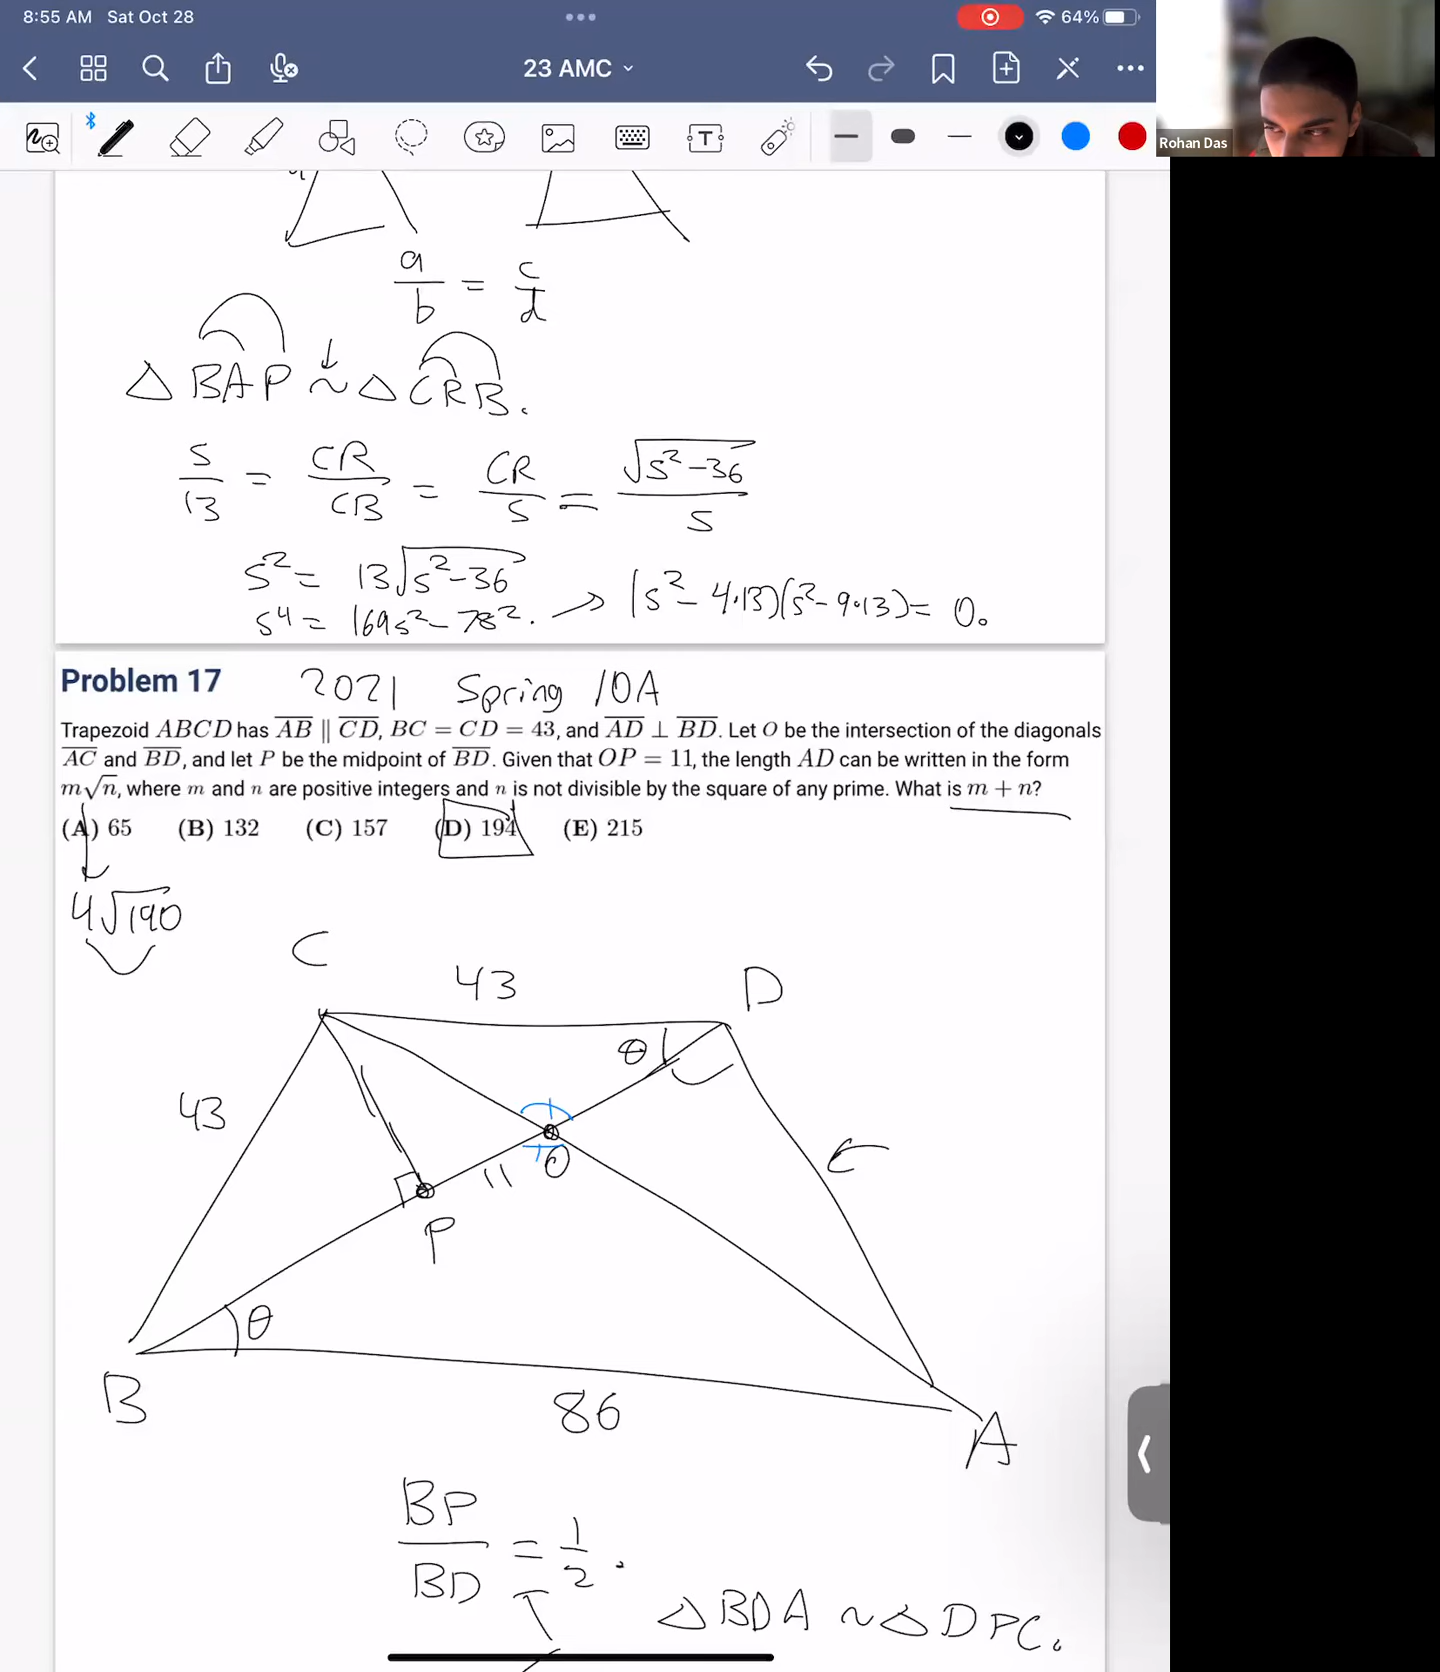 8:55 AM Sat Oct 28
64%
23 AMC
T
Rohan Das
a/b = c/d
△ BAP ~ △ CRB.
s/13 = CR/CB = CR/s = √(s² - 36)/s
s² = 13√(s² - 36)
s⁴ = 169s² - 78². → (s² - 4·13)(s² - 9·13) = 0.
Problem 17 2021 Spring 10A
Trapezoid ABCD has AB ∥ CD, BC = CD = 43, and AD ⊥ BD. Let O be the intersection of the diagonals
AC and BD, and let P be the midpoint of BD. Given that OP = 11, the length AD can be written in the form
m√n, where m and n are positive integers and n is not divisible by the square of any prime. What is m + n?
(A) 65 (B) 132 (C) 157 (D) 194 (E) 215
4√190
C
43
D
θ
43
O
11
P
θ
B
86
A
BP/BD = 1/2.
△ BDA ~ △ DPC.